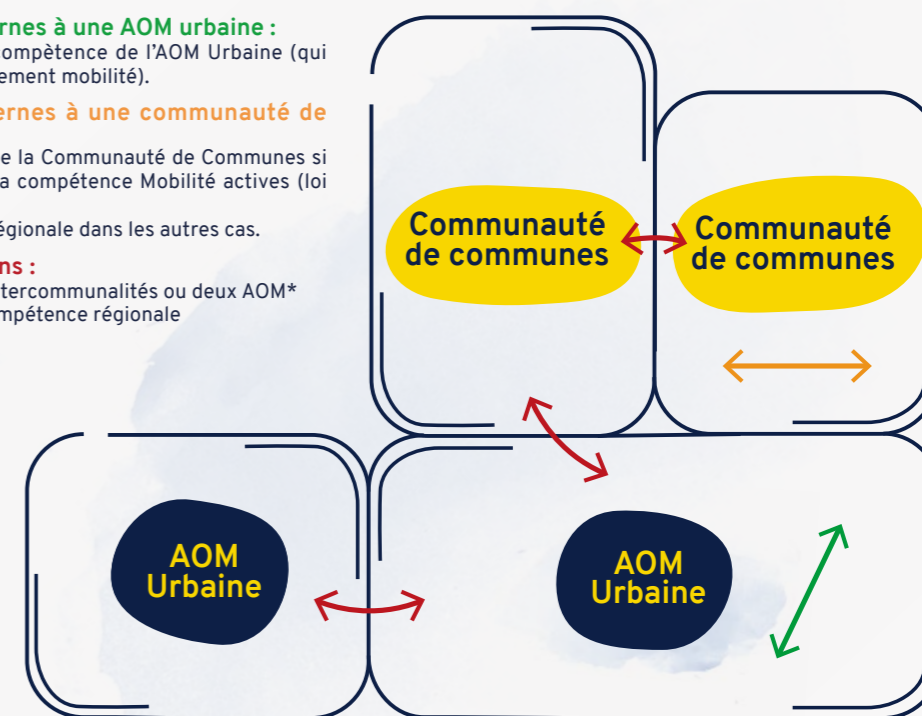 rnes à une AOM urbaine :
ompètence de l'AOM Urbaine (qui
ement mobilité).
ernes à une communauté de
e la Communauté de Communes si
a compétence Mobilité actives (loi
égionale dans les autres cas.
ns :
ntercommunalités ou deux AOM*
mpétence régionale
Communauté
de communes
Communauté
de communes
AOM
Urbaine
AOM
Urbaine